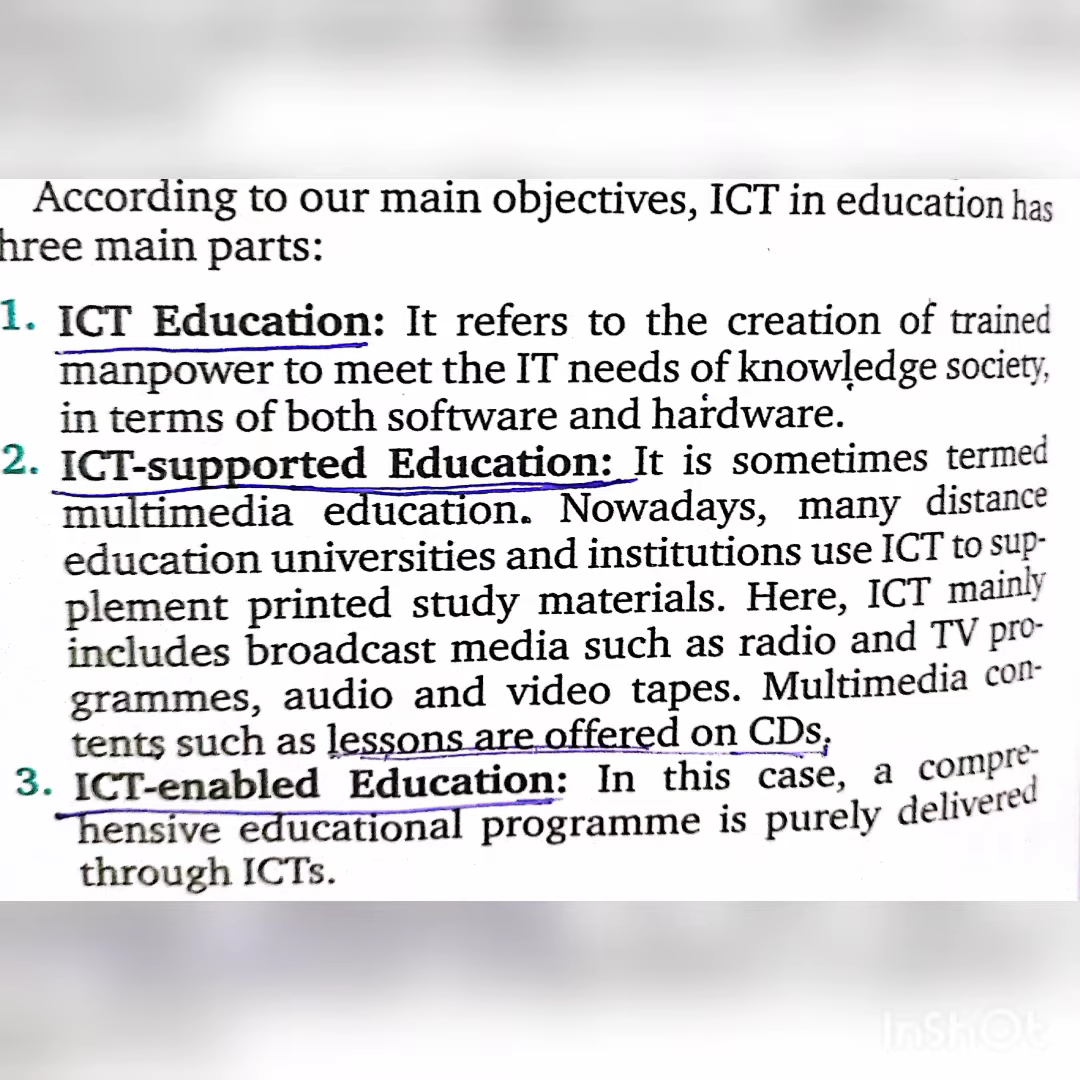 According to our main objectives, ICT in education has
hree main parts:
1. ICT Education: It refers to the creation of trained
manpower to meet the IT needs of knowledge society,
in terms of both software and hardware.
2. ICT-supported Education: It is sometimes termed
multimedia education. Nowadays, many distance
education universities and institutions use ICT to sup-
plement printed study materials. Here, ICT mainly
includes broadcast media such as radio and TV pro-
grammes, audio and video tapes. Multimedia con-
tents such as lessons are offered on CDs.
3. ICT-enabled Education: In this case, a compre-
hensive educational programme is purely delivered
through ICTs.
InShOt